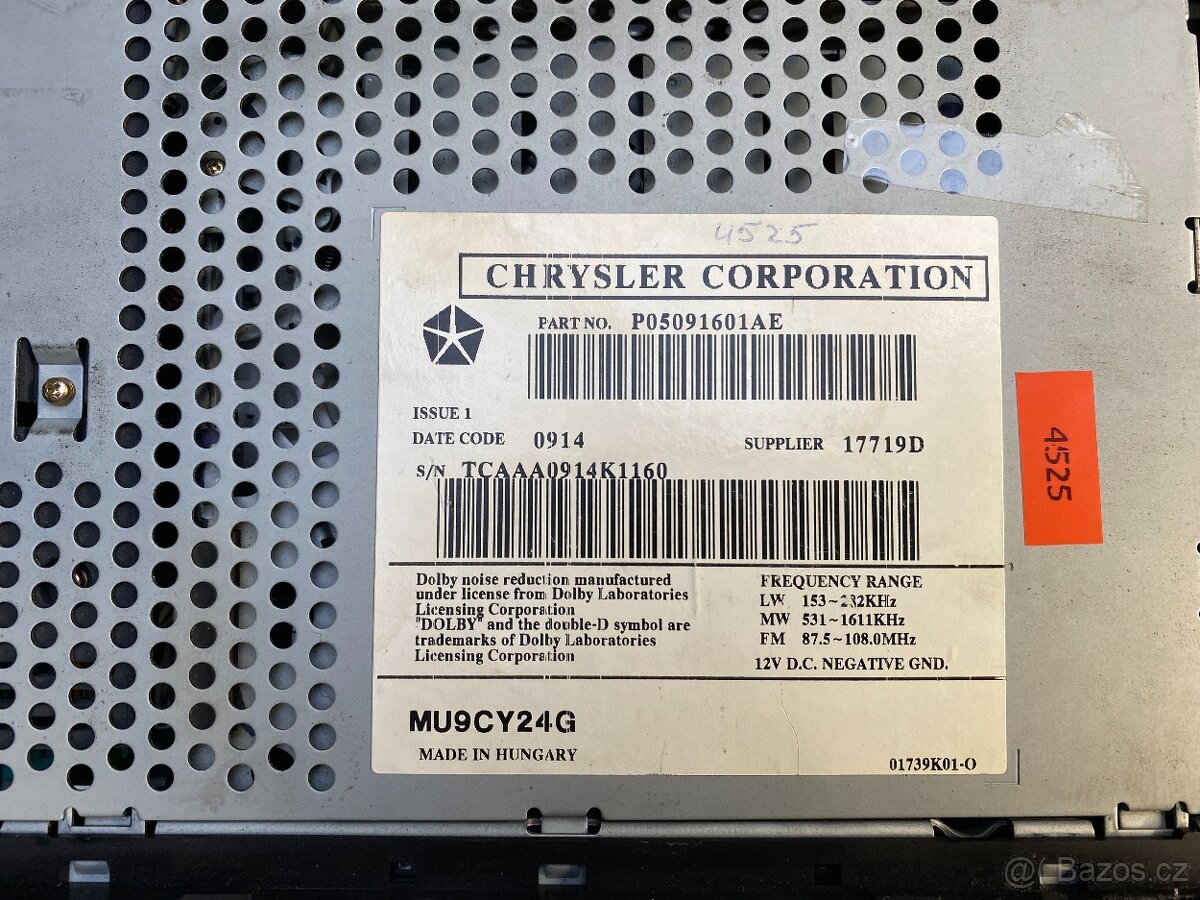 4525
CHRYSLER CORPORATION
PART NO. P05091601AE
ISSUE 1
DATE CODE 0914 SUPPLIER 17719D
S/N TCAAA0914K1160
4525
Dolby noise reduction manufactured
under license from Dolby Laboratories
Licensing Corporation
"DOLBY" and the double-D symbol are
trademarks of Dolby Laboratories
Licensing Corporation
FREQUENCY RANGE
LW 153~282KHz
MW 531~1611KHz
FM 87.5~108.0MHz
12V D.C. NEGATIVE GND.
MU9CY24G
MADE IN HUNGARY
01739K01-O
@ Bazos.cz